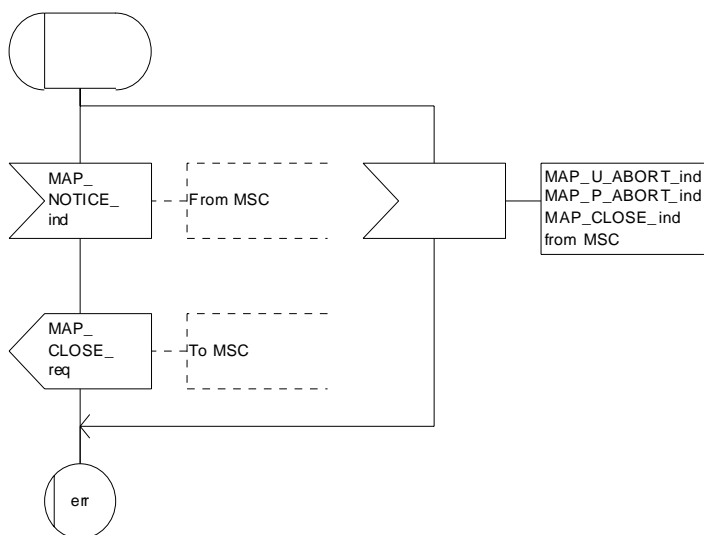 MAP_
NOTICE_
ind
From MSC
MAP_U_ABORT_ind
MAP_P_ABORT_ind
MAP_CLOSE_ind
from MSC
MAP_
CLOSE_
req
To MSC
err